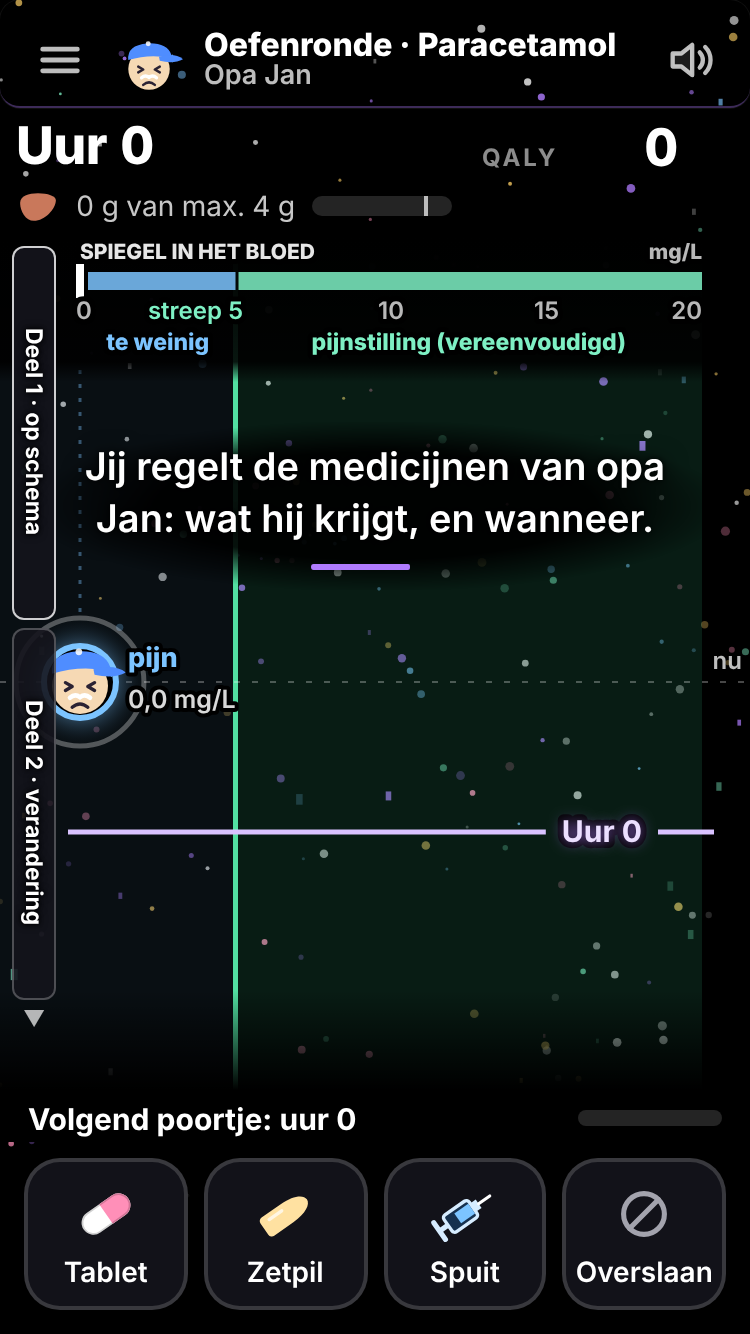 Oefenronde · Paracetamol
Opa Jan
Uur 0
QALY
0
0 g van max. 4 g
SPIEGEL IN HET BLOED
mg/L
0
streep 5
10
15
20
te weinig
pijnstilling (vereenvoudigd)
Deel 1 · op schema
Jij regelt de medicijnen van opa
Jan: wat hij krijgt, en wanneer.
pijn
0,0 mg/L
nu
Deel 2 · verandering
Uur 0
Volgend poortje: uur 0
Tablet
Zetpil
Spuit
Overslaan